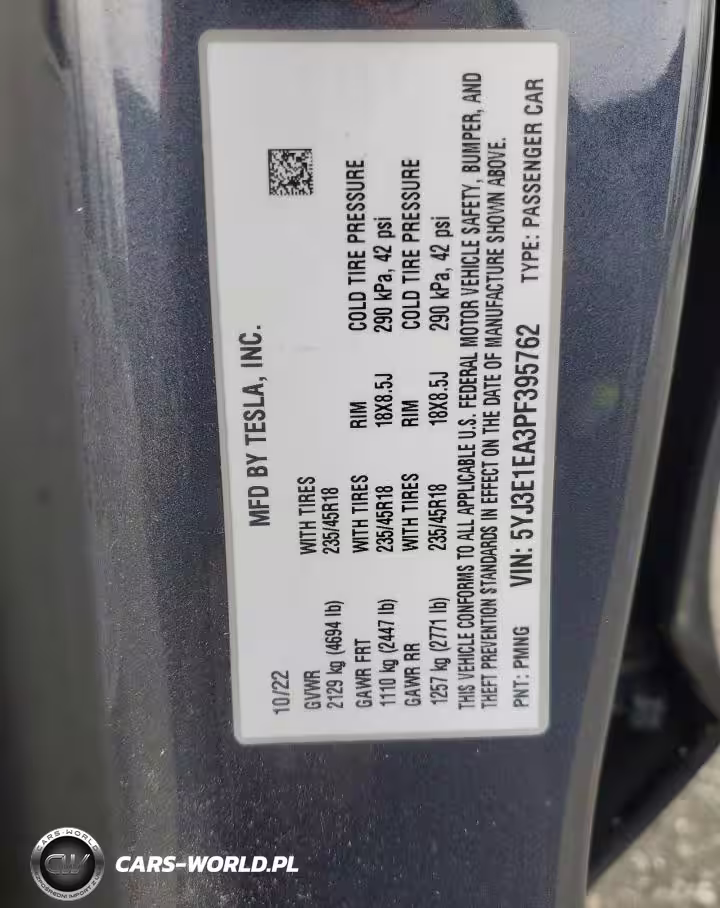 MFD BY TESLA, INC.
10/22
GVWR WITH TIRES
2129 kg (4694 lb) 235/45R18
GAWR FRT WITH TIRES RIM COLD TIRE PRESSURE
1110 kg (2447 lb) 235/45R18 18X8.5J 290 kPa, 42 psi
GAWR RR WITH TIRES RIM COLD TIRE PRESSURE
1257 kg (2771 lb) 235/45R18 18X8.5J 290 kPa, 42 psi
THIS VEHICLE CONFORMS TO ALL APPLICABLE U.S. FEDERAL MOTOR VEHICLE SAFETY, BUMPER, AND
THEFT PREVENTION STANDARDS IN EFFECT ON THE DATE OF MANUFACTURE SHOWN ABOVE.
PNT: PMNG VIN: 5YJ3E1EA3PF395762 TYPE: PASSENGER CAR
CARS-WORLD
CW
CARS-WORLD.PL